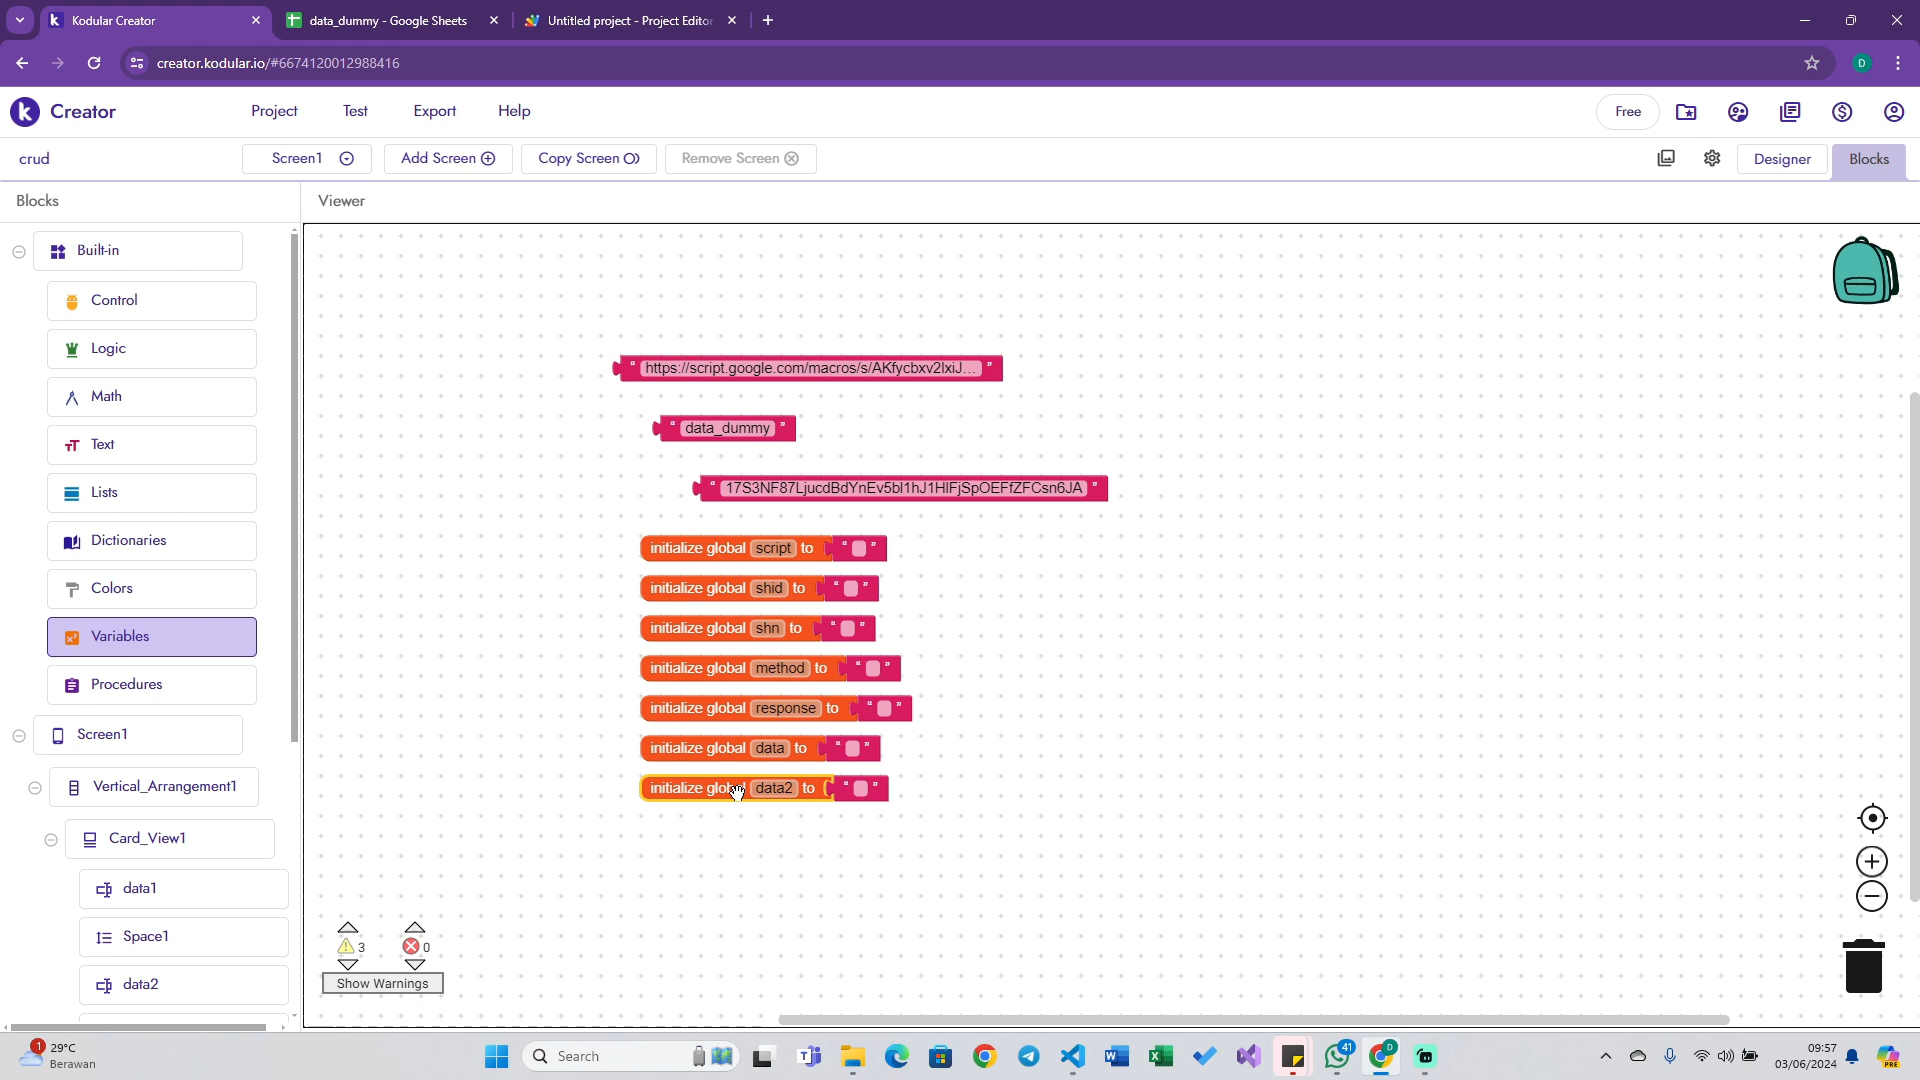 Kodular Creator
data_dummy - Google Sheets
Untitled project - Project Editor
creator.kodular.io/#6674120012988416
D
Creator
Project
Test
Export
Help
Free
crud
Screen1
Add Screen
Copy Screen
Remove Screen
Designer
Blocks
Blocks
Viewer
Built-in
Control
Logic
Math
Text
Lists
Dictionaries
Colors
Variables
Procedures
Screen1
Vertical_Arrangement1
Card_View1
data1
Space1
data2
“ https://script.google.com/macros/s/AKfycbxv2lxiJ... ”
“ data_dummy ”
“ 17S3NF87LjucdBdYnEv5bl1hJ1HIFjSpOEFfZFCsn6JA ”
initialize global script to “ ”
initialize global shid to “ ”
initialize global shn to “ ”
initialize global method to “ ”
initialize global response to “ ”
initialize global data to “ ”
initialize global data2 to “ ”
3
0
Show Warnings
1
29°C
Berawan
Search
41
D
09:57
03/06/2024
PRE